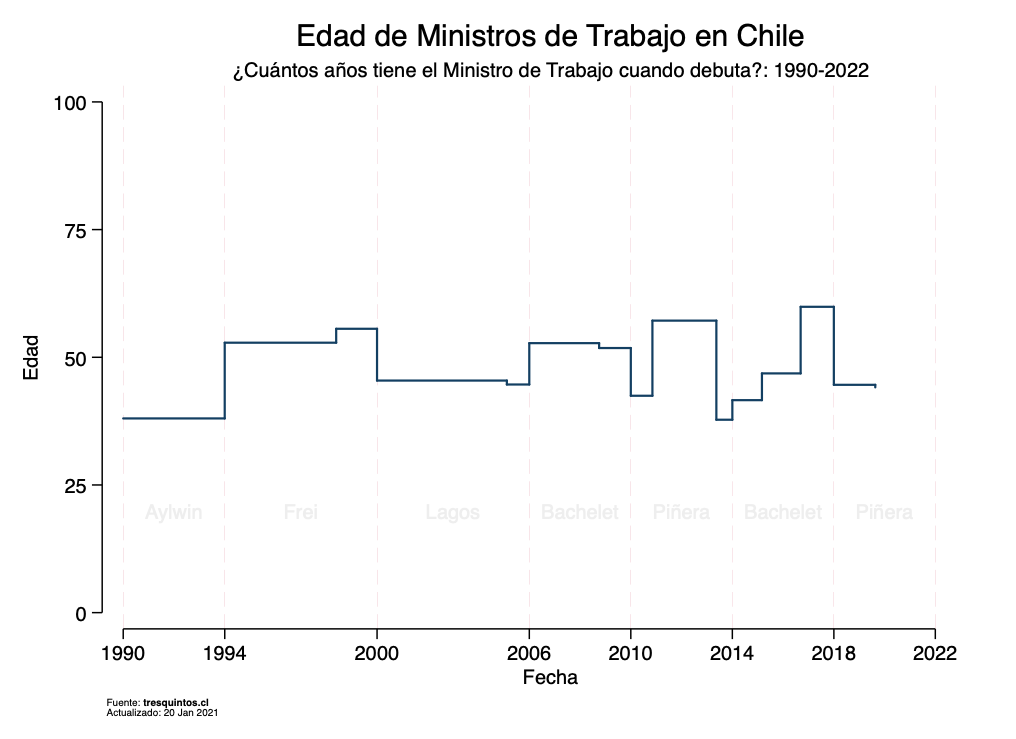 Edad de Ministros de Trabajo en Chile
¿Cuántos años tiene el Ministro de Trabajo cuando debuta?: 1990-2022
100
75
50
25
0
Edad
Aylwin Frei Lagos Bachelet Piñera Bachelet Piñera
1990 1994 2000 2006 2010 2014 2018 2022
Fecha
Fuente: tresquintos.cl
Actualizado: 20 Jan 2021